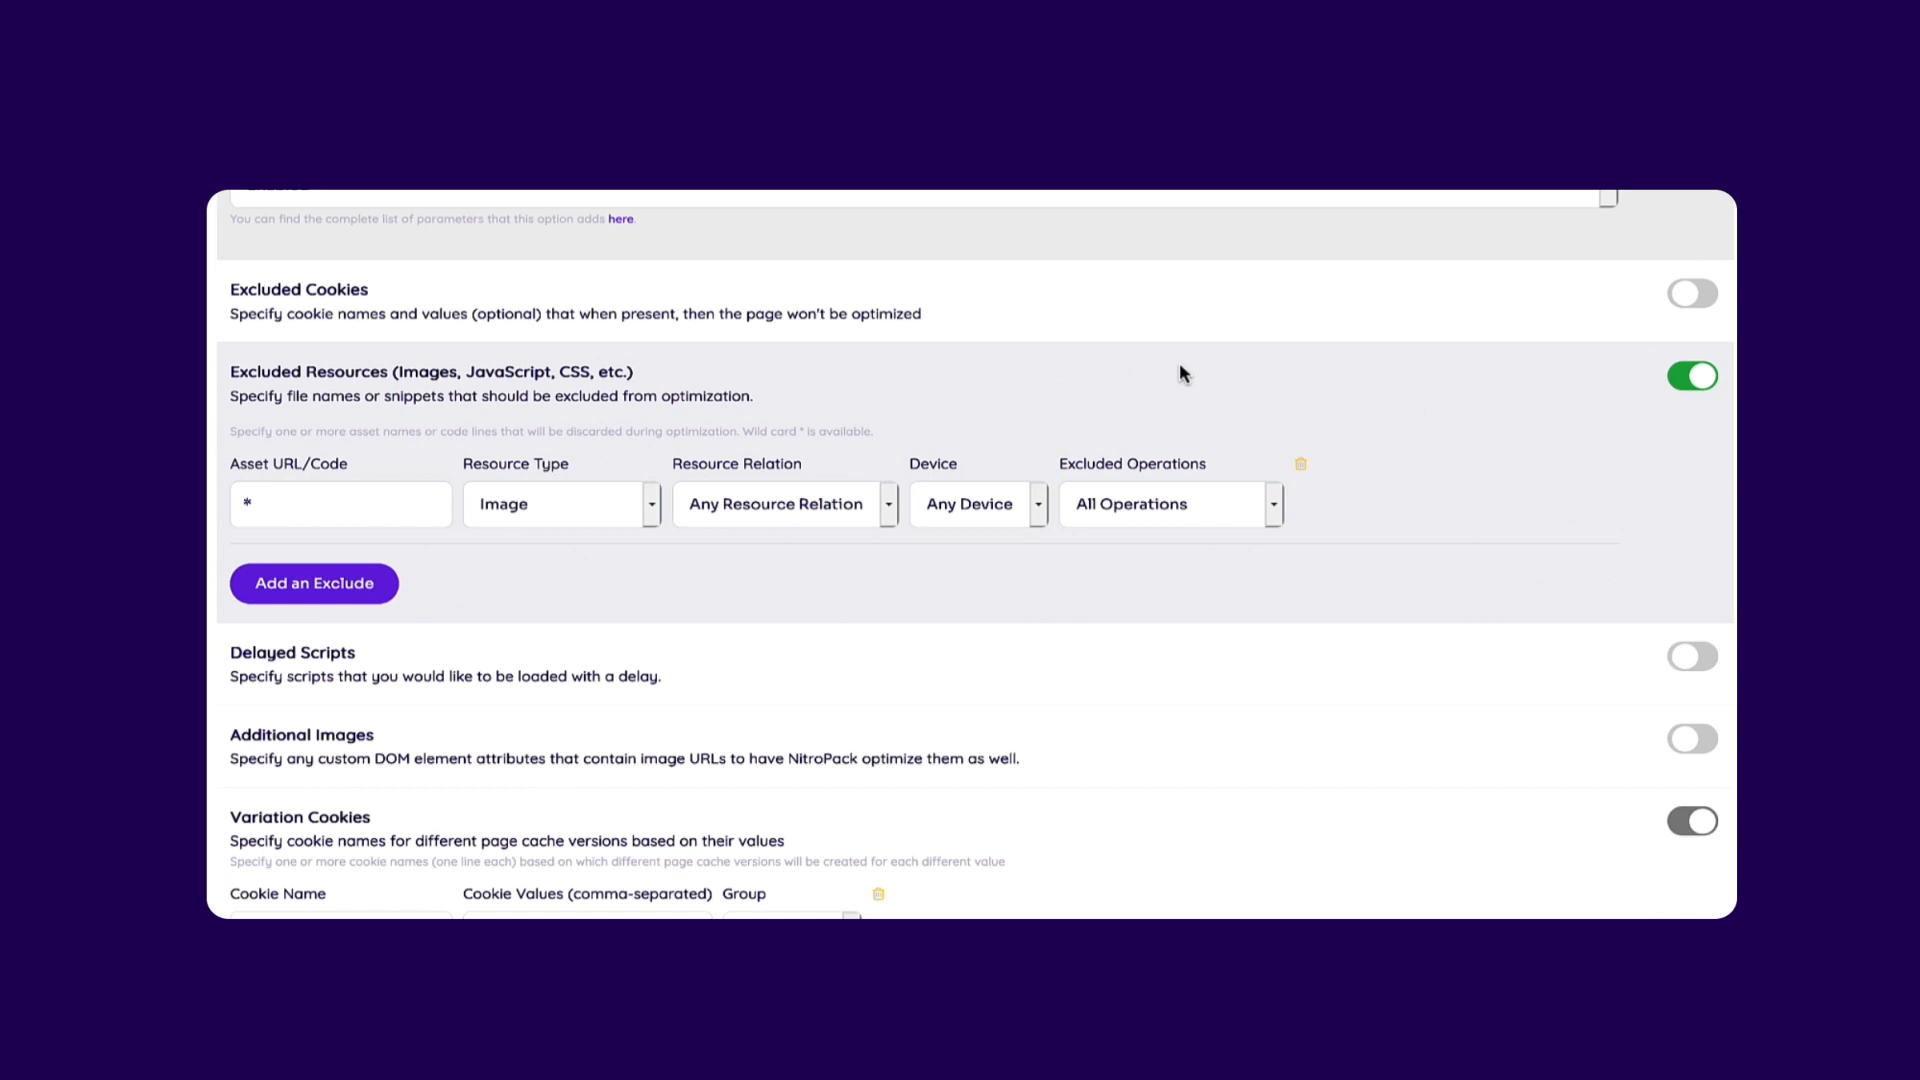 You can find the complete list of parameters that this option adds here.
Excluded Cookies
Specify cookie names and values (optional) that when present, then the page won't be optimized
Excluded Resources (Images, JavaScript, CSS, etc.)
Specify file names or snippets that should be excluded from optimization.
Specify one or more asset names or code lines that will be discarded during optimization. Wild card * is available.
Asset URL/Code Resource Type Resource Relation Device Excluded Operations
* Image Any Resource Relation Any Device All Operations
Add an Exclude
Delayed Scripts
Specify scripts that you would like to be loaded with a delay.
Additional Images
Specify any custom DOM element attributes that contain image URLs to have NitroPack optimize them as well.
Variation Cookies
Specify cookie names for different page cache versions based on their values
Specify one or more cookie names (one line each) based on which different page cache versions will be created for each different value
Cookie Name Cookie Values (comma-separated) Group